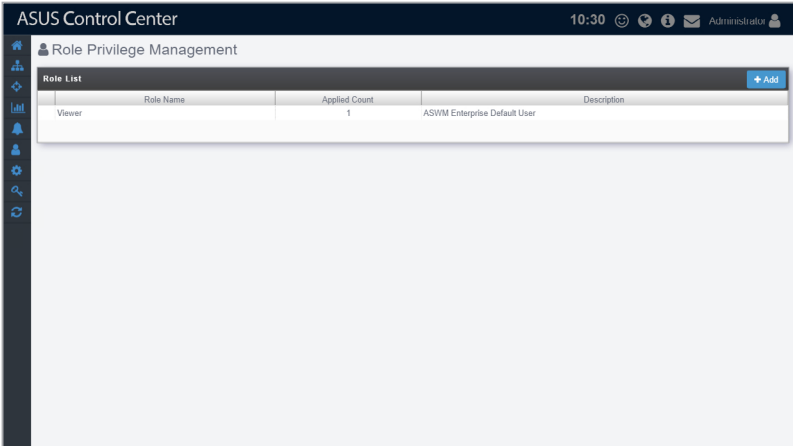 ASUS Control Center
10:30 Administrator
Role Privilege Management
Role List
+ Add
Role Name Applied Count Description
Viewer 1 ASWM Enterprise Default User